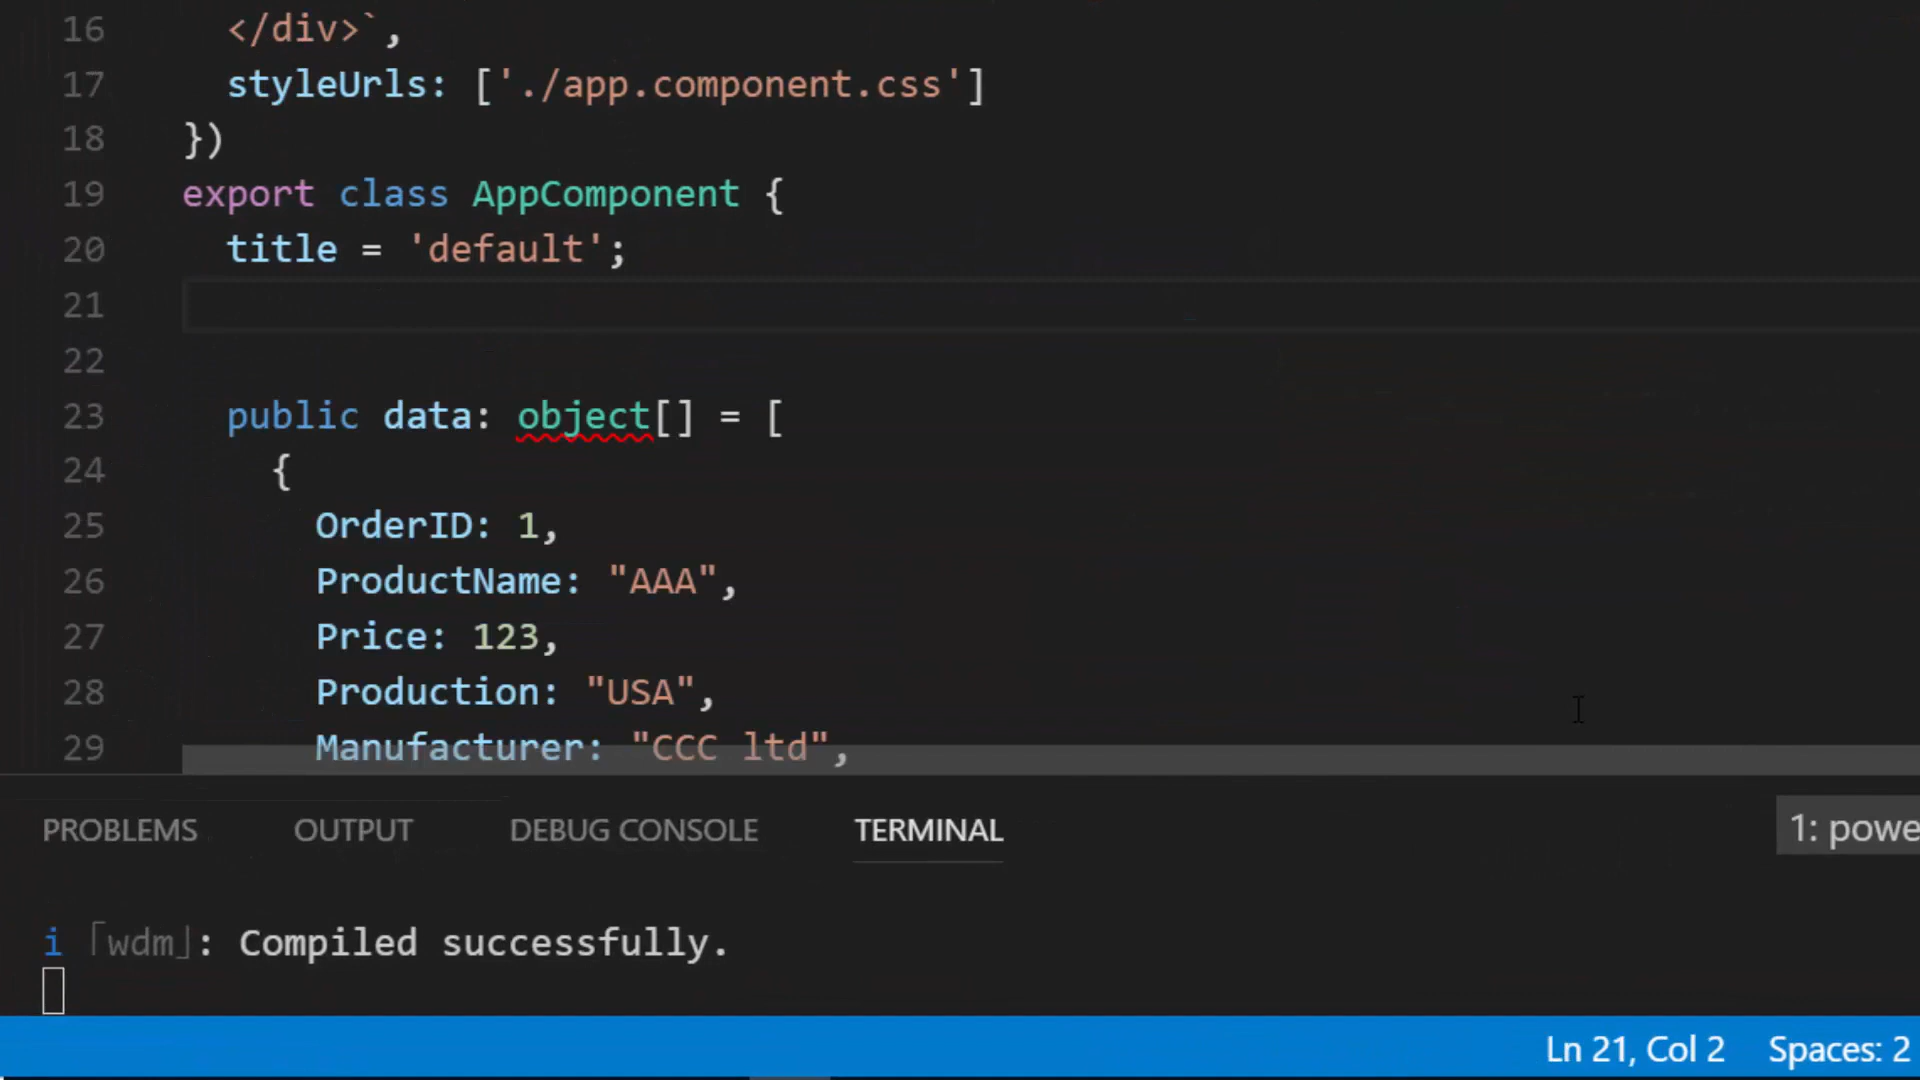 16 </div>`,
17 styleUrls: ['./app.component.css']
18 })
19 export class AppComponent {
20 title = 'default';
21
22
23 public data: object[] = [
24 {
25 OrderID: 1,
26 ProductName: "AAA",
27 Price: 123,
28 Production: "USA",
29 Manufacturer: "CCC ltd",
PROBLEMS OUTPUT DEBUG CONSOLE TERMINAL 1: powe
i ｢wdm｣: Compiled successfully.
Ln 21, Col 2 Spaces: 2